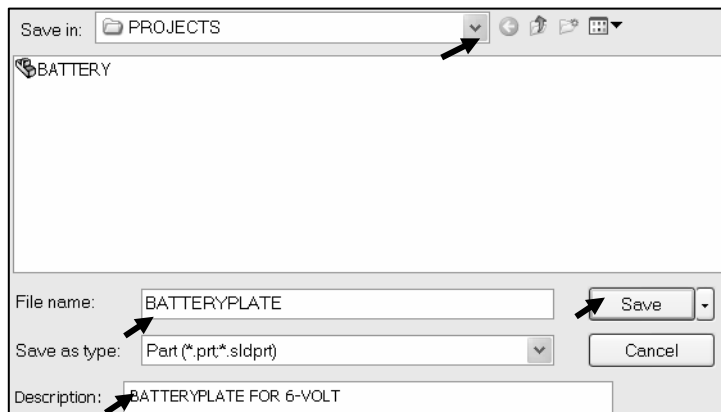 Save in: PROJECTS
BATTERY
File name: BATTERYPLATE Save
Save as type: Part (*.prt;*.sldprt) Cancel
Description: BATTERYPLATE FOR 6-VOLT